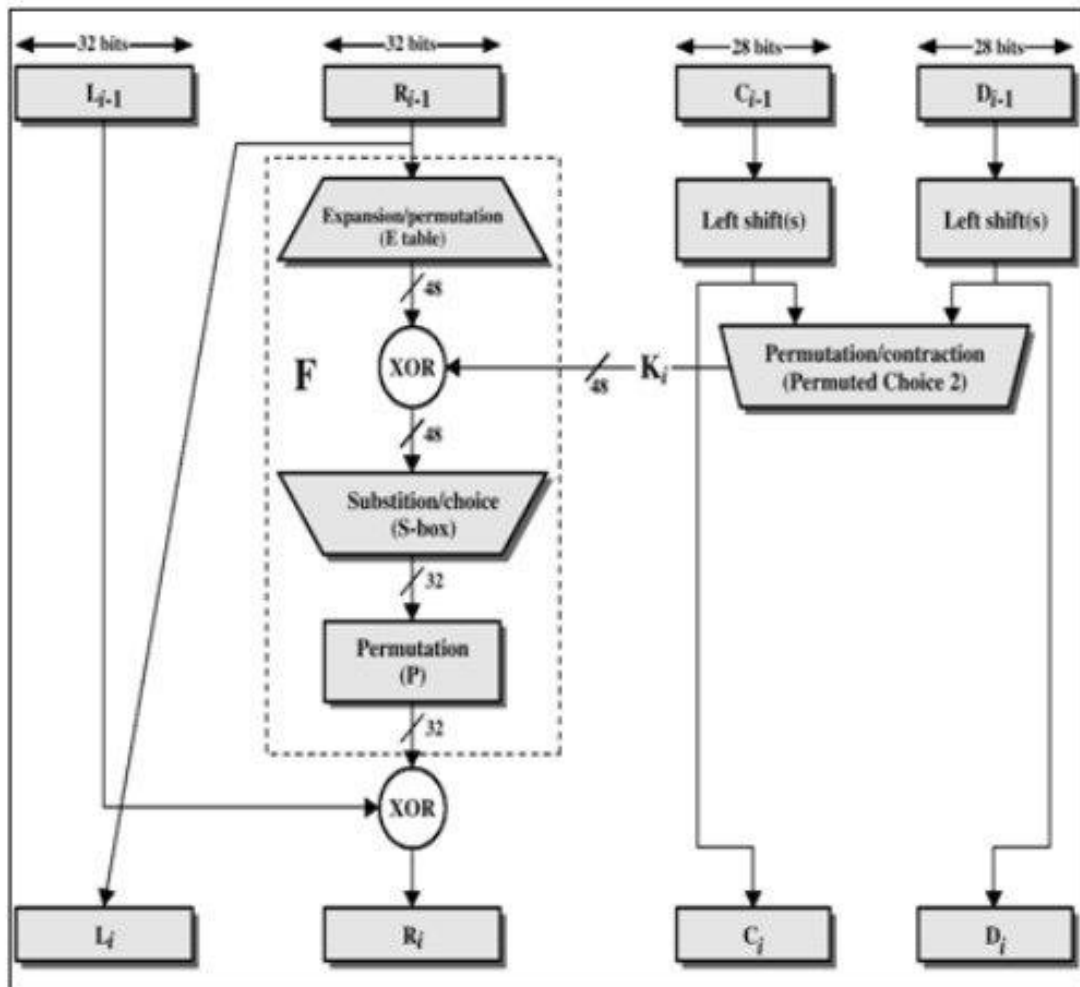 32 bits
32 bits
28 bits
28 bits
Li-1
Ri-1
Ci-1
Di-1
Expansion/permutation
(E table)
Left shift(s)
Left shift(s)
48
F
XOR
48
Ki
Permutation/contraction
(Permuted Choice 2)
48
Substition/choice
(S-box)
32
Permutation
(P)
32
XOR
Li
Ri
Ci
Di